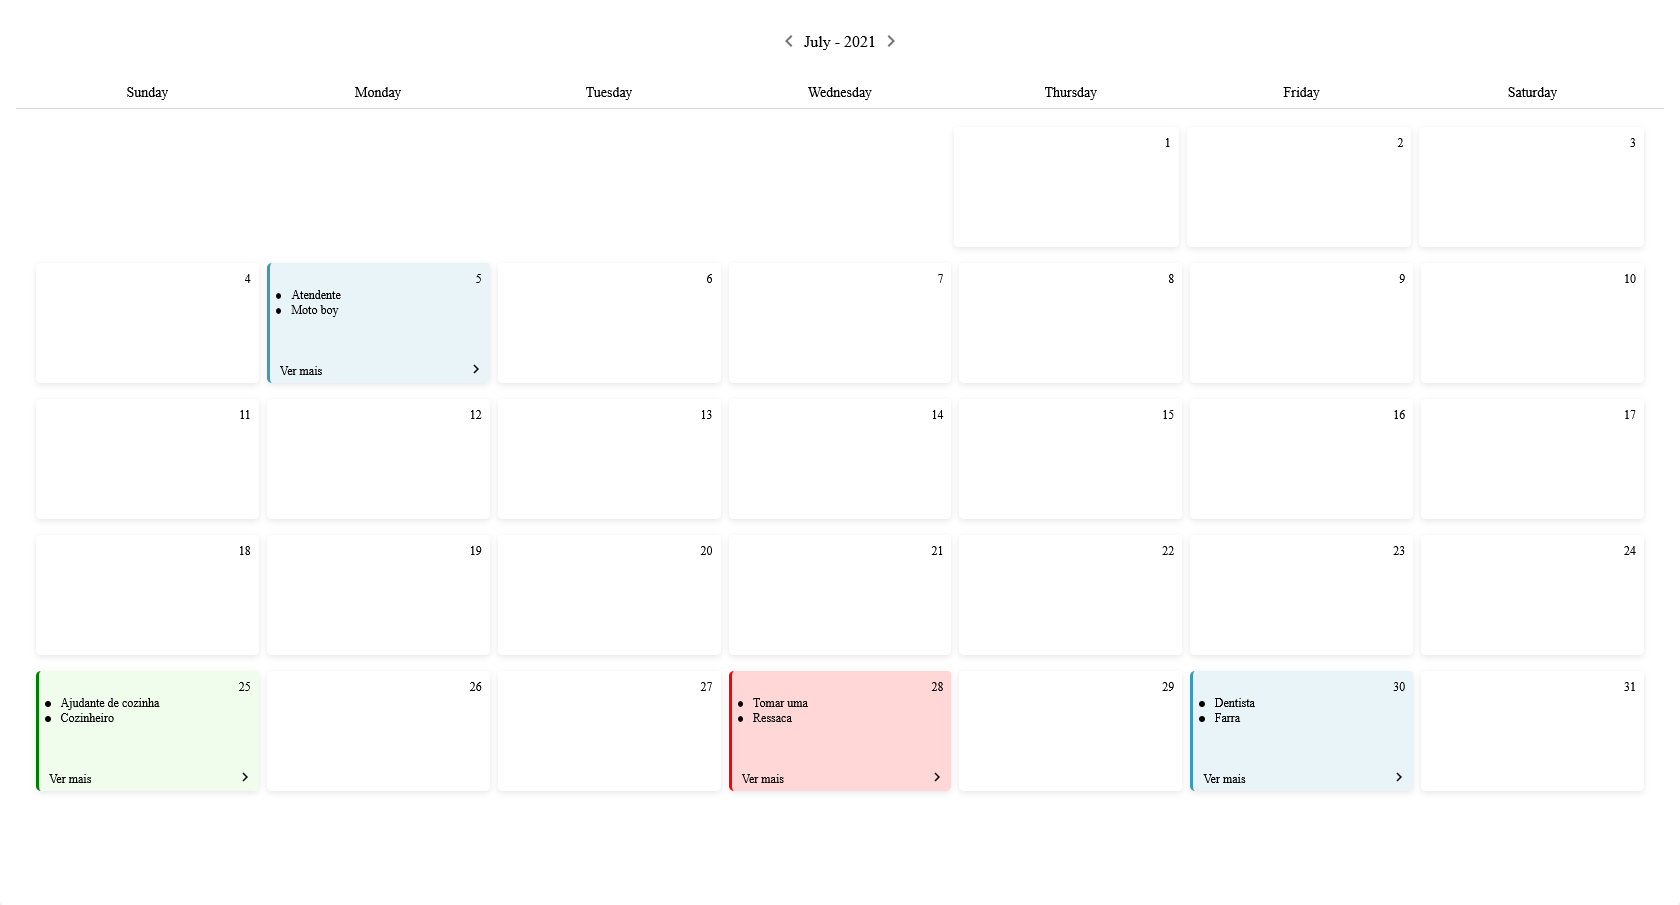 July - 2021
Sunday Monday Tuesday Wednesday Thursday Friday Saturday
1 2 3
4 5 6 7 8 9 10
Atendente
Moto boy
Ver mais
11 12 13 14 15 16 17
18 19 20 21 22 23 24
25 26 27 28 29 30 31
Ajudante de cozinha
Cozinheiro
Ver mais
Tomar uma
Ressaca
Ver mais
Dentista
Farra
Ver mais